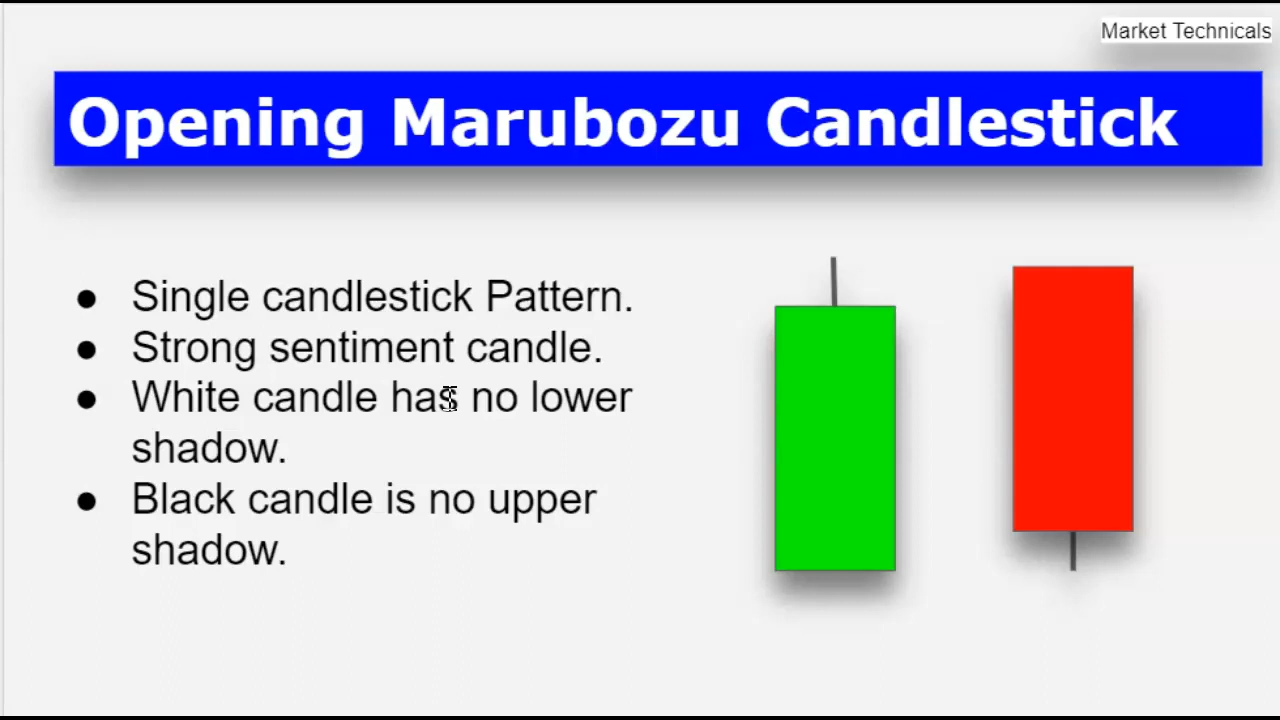 Market Technicals
Opening Marubozu Candlestick
● Single candlestick Pattern.
● Strong sentiment candle.
● White candle has no lower
shadow.
● Black candle is no upper
shadow.